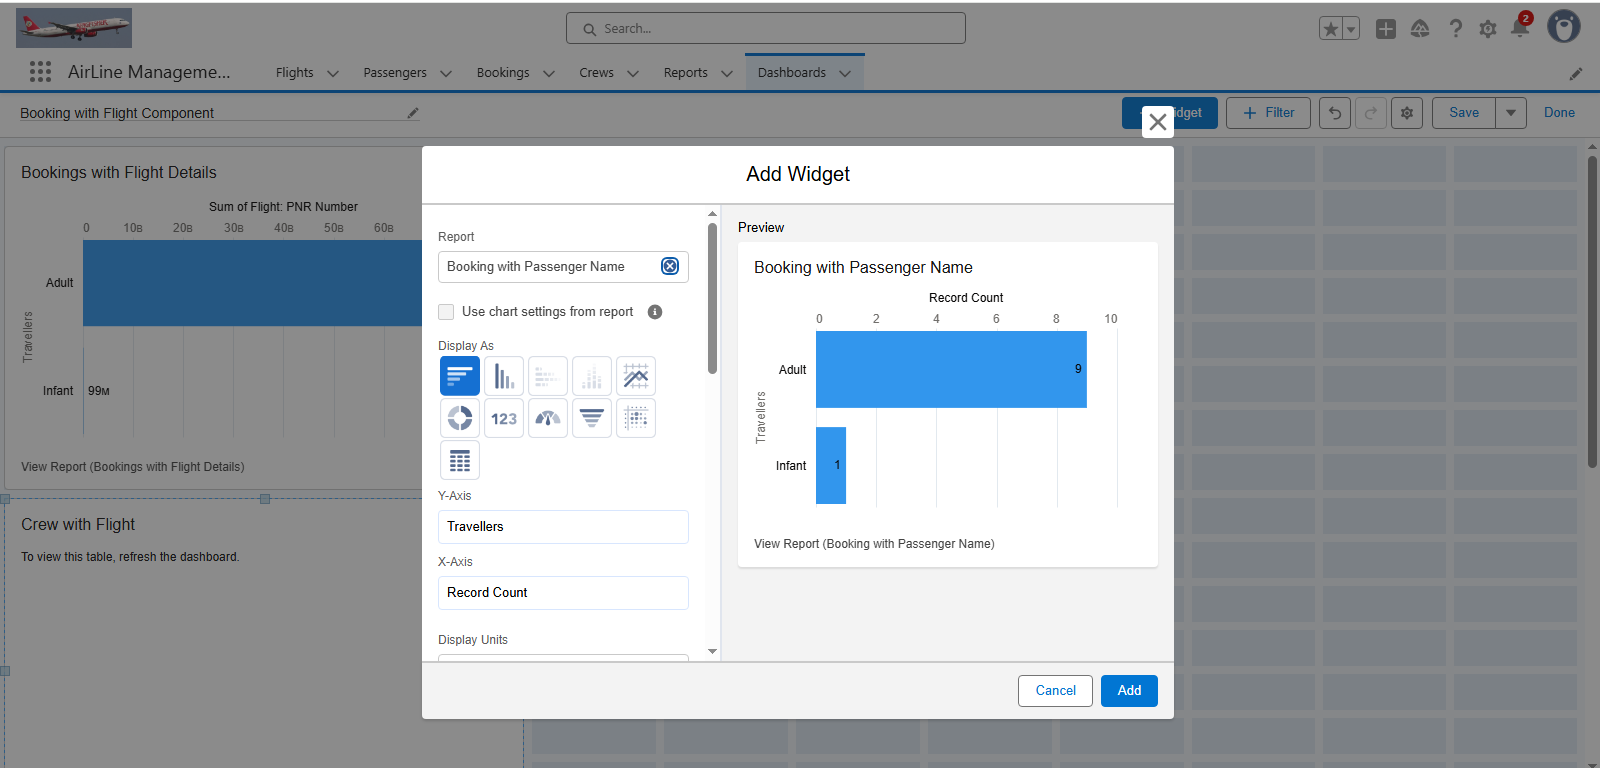 Search...
2
AirLine Manageme...
Flights
Passengers
Bookings
Crews
Reports
Dashboards
Booking with Flight Component
dget
+ Filter
Save
Done
Bookings with Flight Details
Sum of Flight: PNR Number
0 10B 20B 30B 40B 50B 60B
Travellers
Adult
Infant
99M
View Report (Bookings with Flight Details)
Crew with Flight
To view this table, refresh the dashboard.
Add Widget
Report
Booking with Passenger Name
Use chart settings from report
Display As
123
Y-Axis
Travellers
X-Axis
Record Count
Display Units
Preview
Booking with Passenger Name
Record Count
0 2 4 6 8 10
Travellers
Adult
9
Infant
1
View Report (Booking with Passenger Name)
Cancel
Add